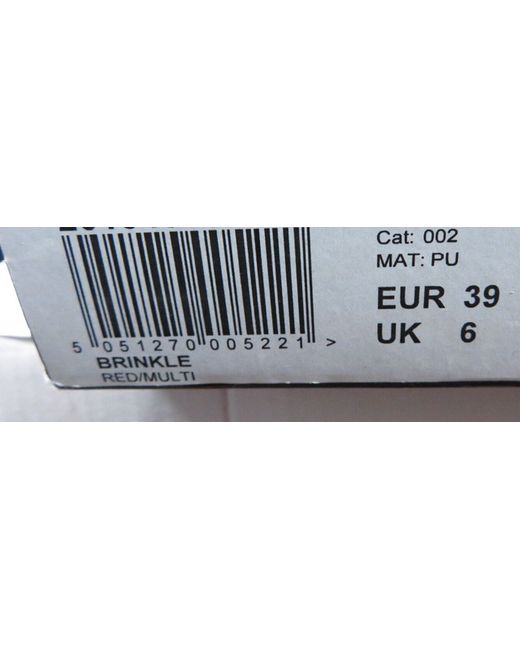 Cat: 002
MAT: PU
EUR 39
UK 6
5 051270 005221 >
BRINKLE
RED/MULTI